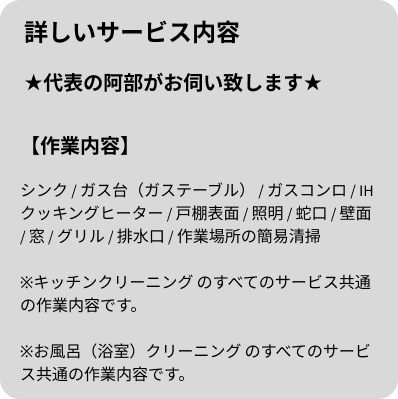 詳しいサービス内容
★代表の阿部がお伺い致します★
【作業内容】
シンク / ガス台（ガステーブル） / ガスコンロ / IH
クッキングヒーター / 戸棚表面 / 照明 / 蛇口 / 壁面
/ 窓 / グリル / 排水口 / 作業場所の簡易清掃
※キッチンクリーニング のすべてのサービス共通
の作業内容です。
※お風呂（浴室）クリーニング のすべてのサービ
ス共通の作業内容です。